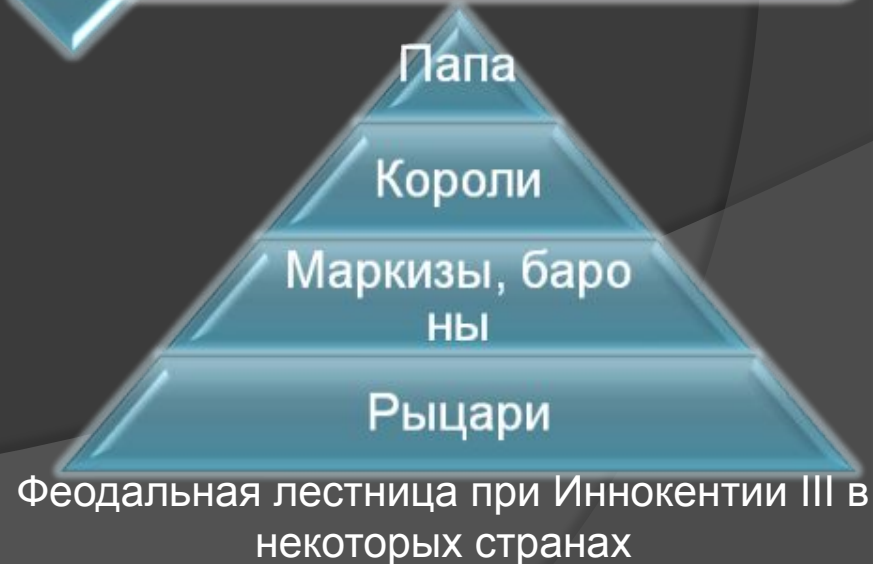 Папа
Короли
Маркизы, баро
ны
Рыцари
Феодальная лестница при Иннокентии III в
некоторых странах